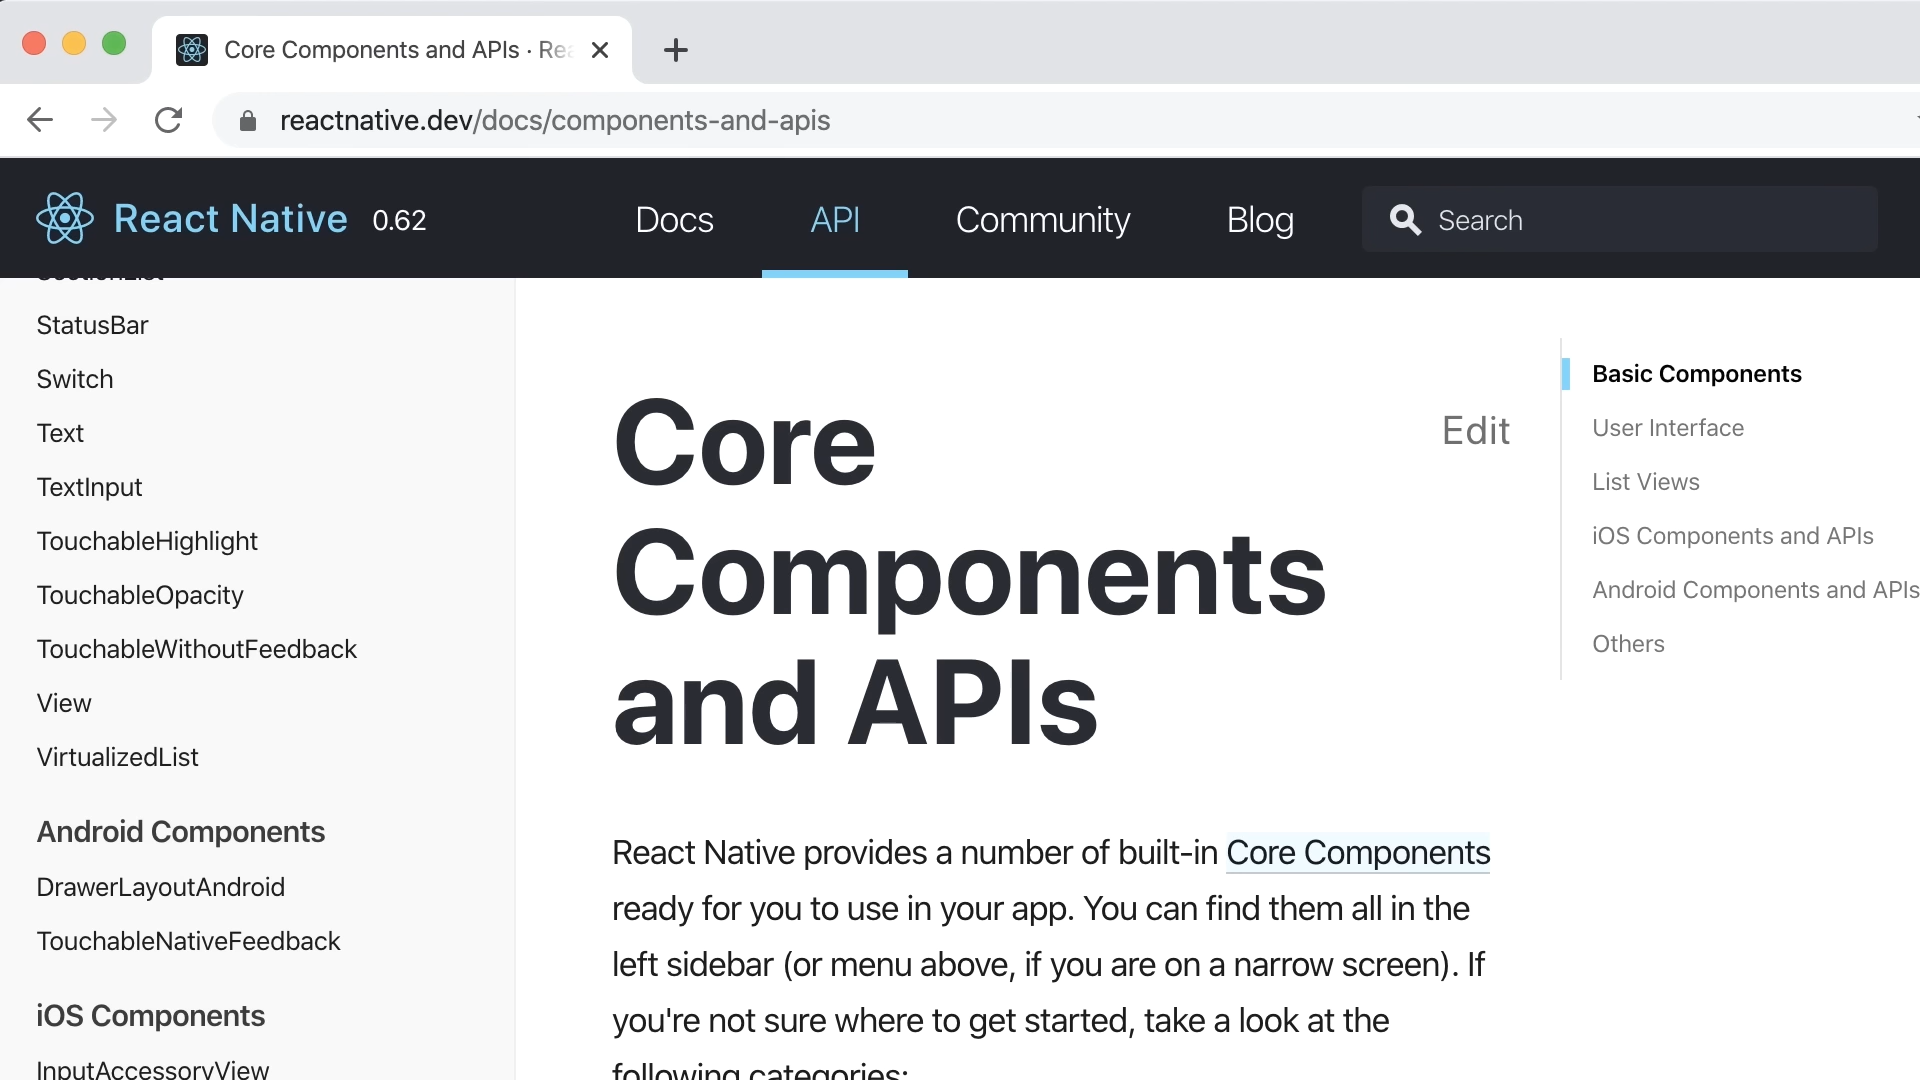 Core Components and APIs · Rea
reactnative.dev/docs/components-and-apis
React Native 0.62 Docs API Community Blog Search
SectionList
StatusBar
Switch
Text
TextInput
TouchableHighlight
TouchableOpacity
TouchableWithoutFeedback
View
VirtualizedList
Android Components
DrawerLayoutAndroid
TouchableNativeFeedback
iOS Components
InputAccessoryView
Core
Components
and APIs
Edit
React Native provides a number of built-in Core Components
ready for you to use in your app. You can find them all in the
left sidebar (or menu above, if you are on a narrow screen). If
you're not sure where to get started, take a look at the
following categories:
Basic Components
User Interface
List Views
iOS Components and APIs
Android Components and APIs
Others